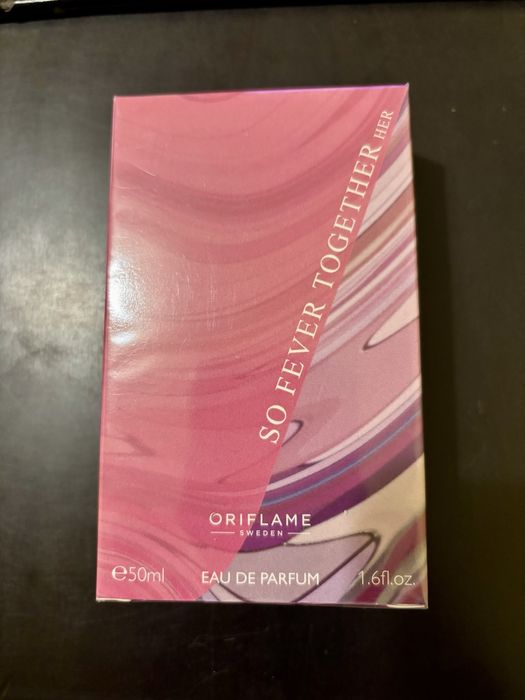 SO FEVER TOGETHER HER
ORIFLAME
SWEDEN
℮50ml EAU DE PARFUM 1.6fl.oz.